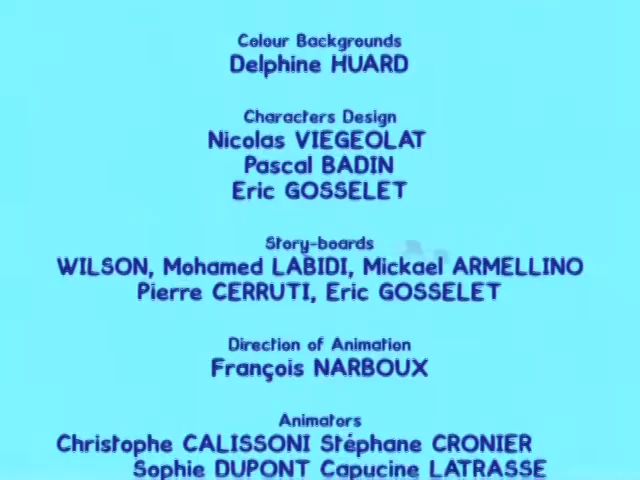 Colour Backgrounds
Delphine HUARD
Characters Design
Nicolas VIEGEOLAT
Pascal BADIN
Eric GOSSELET
Story-boards
WILSON, Mohamed LABIDI, Mickael ARMELLINO
Pierre CERRUTI, Eric GOSSELET
Direction of Animation
François NARBOUX
Animators
Christophe CALISSONI Stéphane CRONIER
Sophie DUPONT Capucine LATRASSE